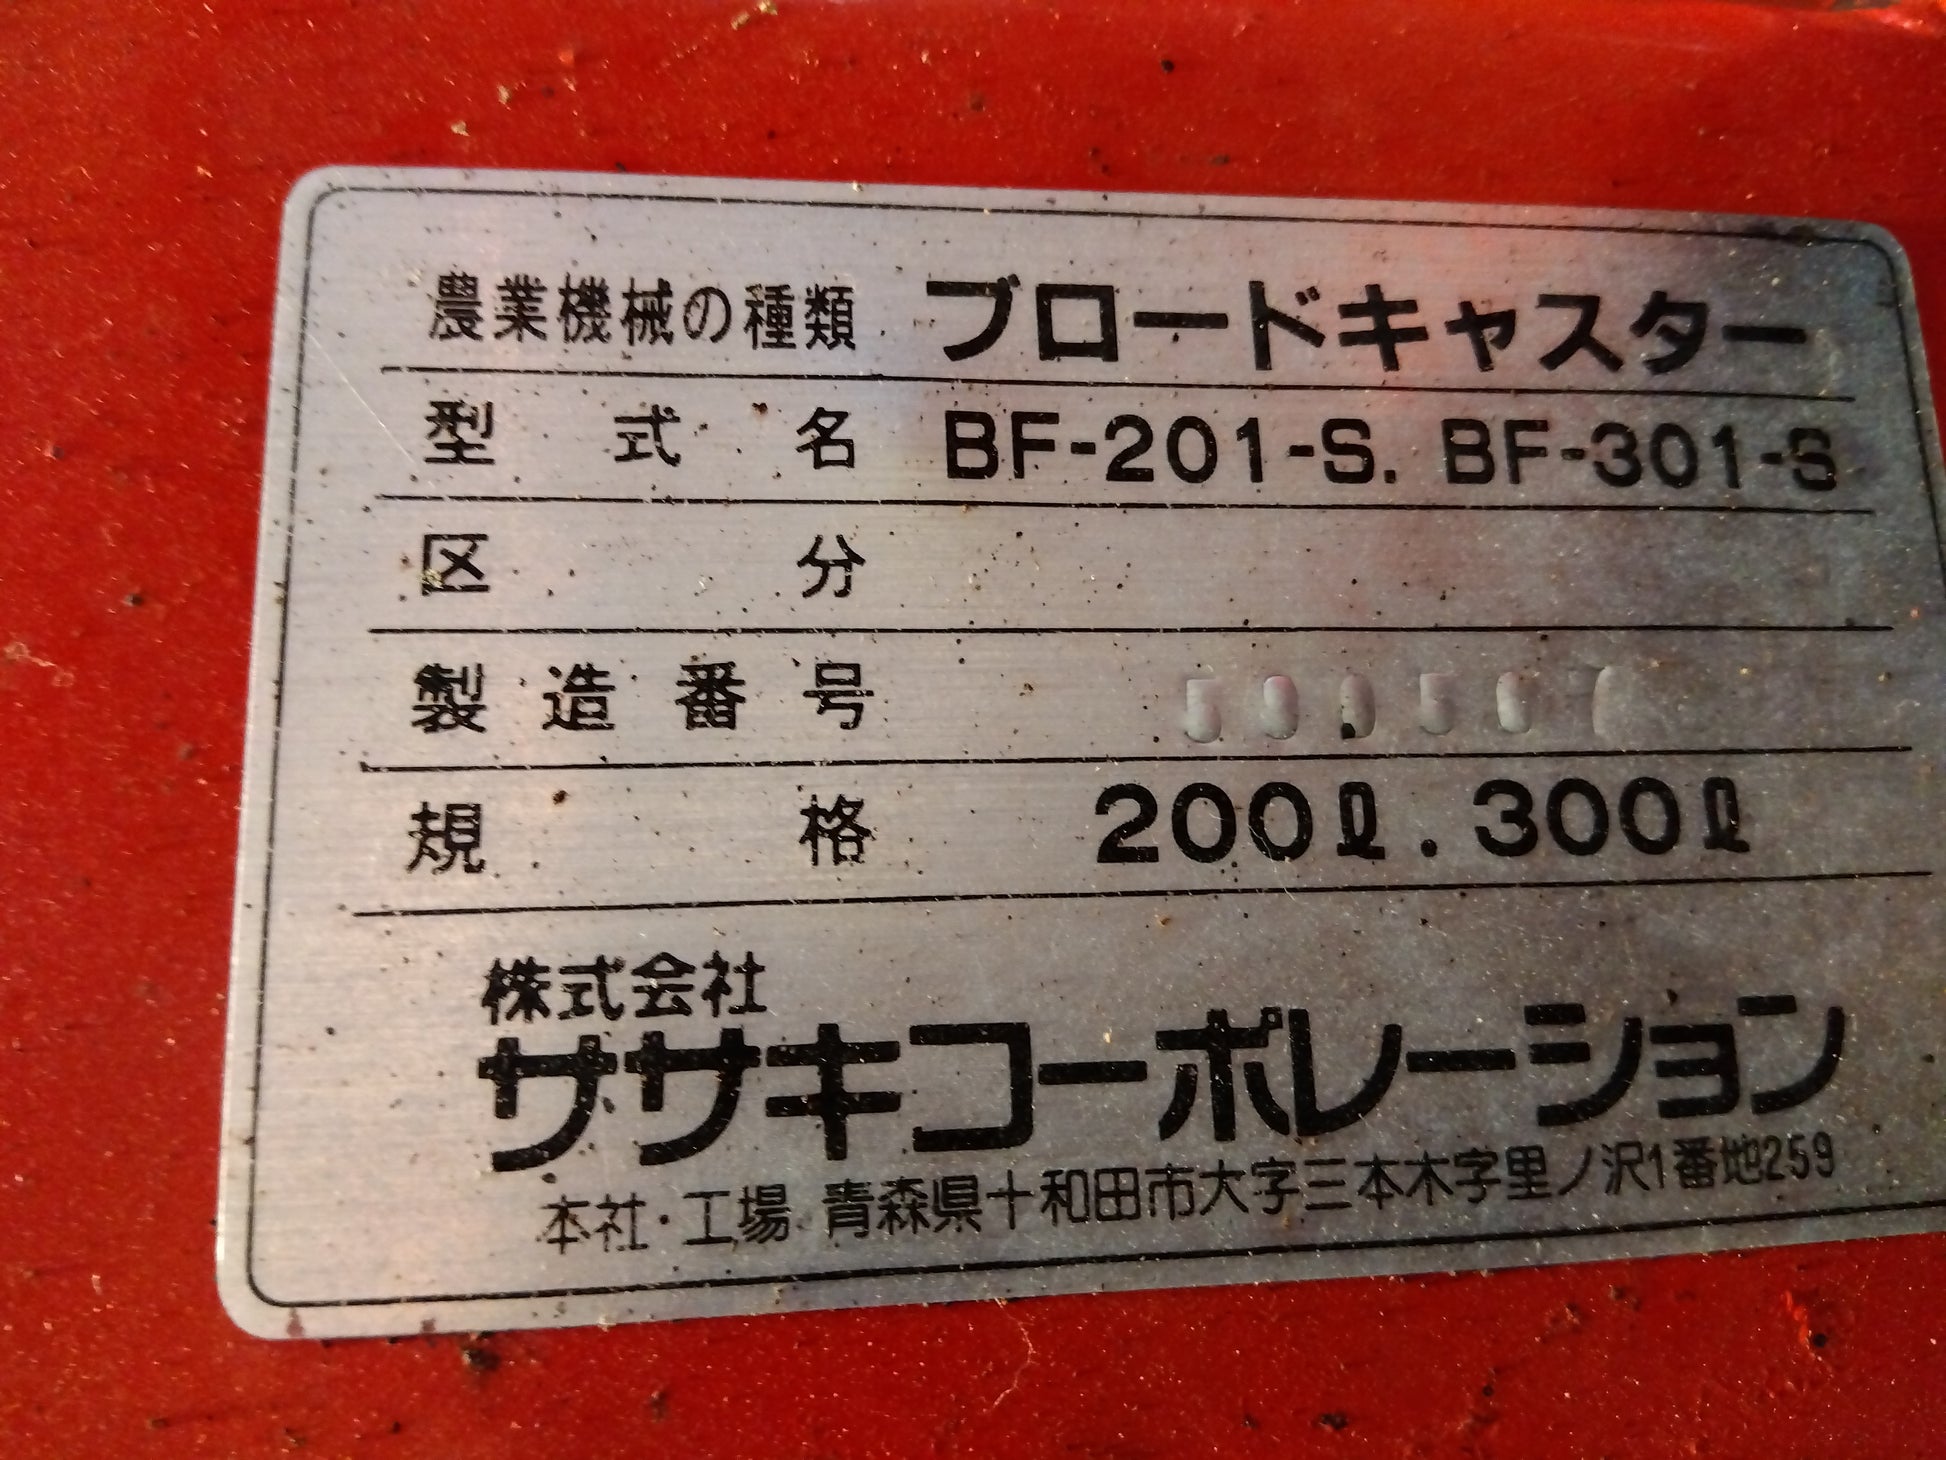 農業機械の種類 ブロードキャスター
型式名 BF-201-S. BF-301-S
区分
製造番号
規格 200ℓ. 300ℓ
株式会社
ササキコーポレーション
本社・工場 青森県十和田市大字三本木字里ノ沢1番地259